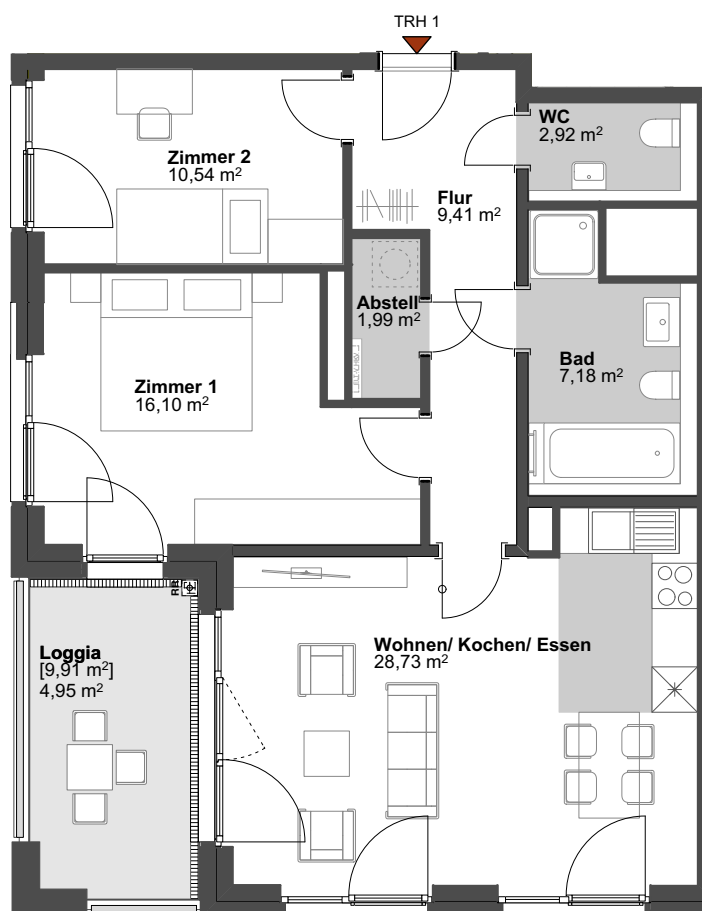 TRH 1
WC
2,92 m²
Zimmer 2
10,54 m²
Flur
9,41 m²
Abstell
1,99 m²
Bad
7,18 m²
Zimmer 1
16,10 m²
RR
Loggia
[9,91 m²]
4,95 m²
Wohnen/ Kochen/ Essen
28,73 m²